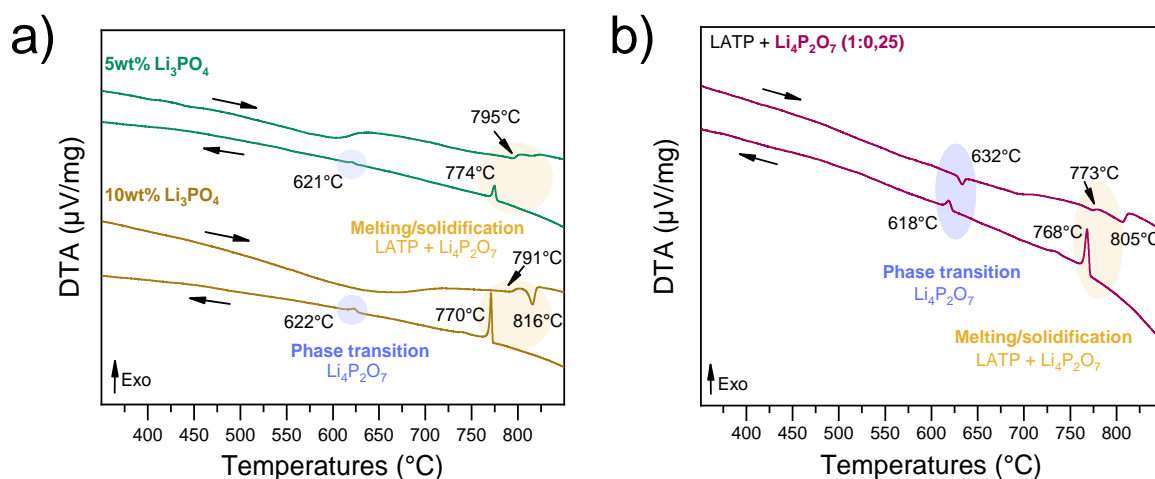 a)
5wt% Li₃PO₄
795°C
621°C
774°C
10wt% Li₃PO₄
Melting/solidification
LATP + Li₄P₂O₇
791°C
622°C
770°C
816°C
Phase transition
Li₄P₂O₇
Exo
DTA (µV/mg)
400 450 500 550 600 650 700 750 800
Temperatures (°C)
b)
LATP + Li₄P₂O₇ (1:0,25)
632°C
773°C
618°C
768°C
805°C
Phase transition
Li₄P₂O₇
Melting/solidification
LATP + Li₄P₂O₇
Exo
DTA (µV/mg)
400 450 500 550 600 650 700 750 800
Temperatures (°C)